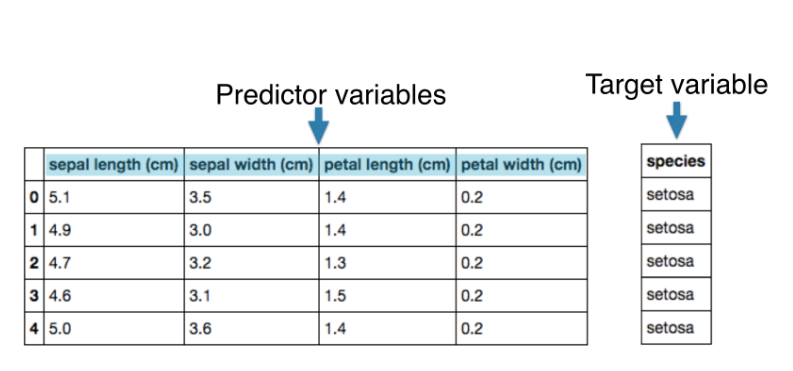 Predictor variables
Target variable
sepal length (cm) sepal width (cm) petal length (cm) petal width (cm)
0 5.1 3.5 1.4 0.2
1 4.9 3.0 1.4 0.2
2 4.7 3.2 1.3 0.2
3 4.6 3.1 1.5 0.2
4 5.0 3.6 1.4 0.2
species
setosa
setosa
setosa
setosa
setosa